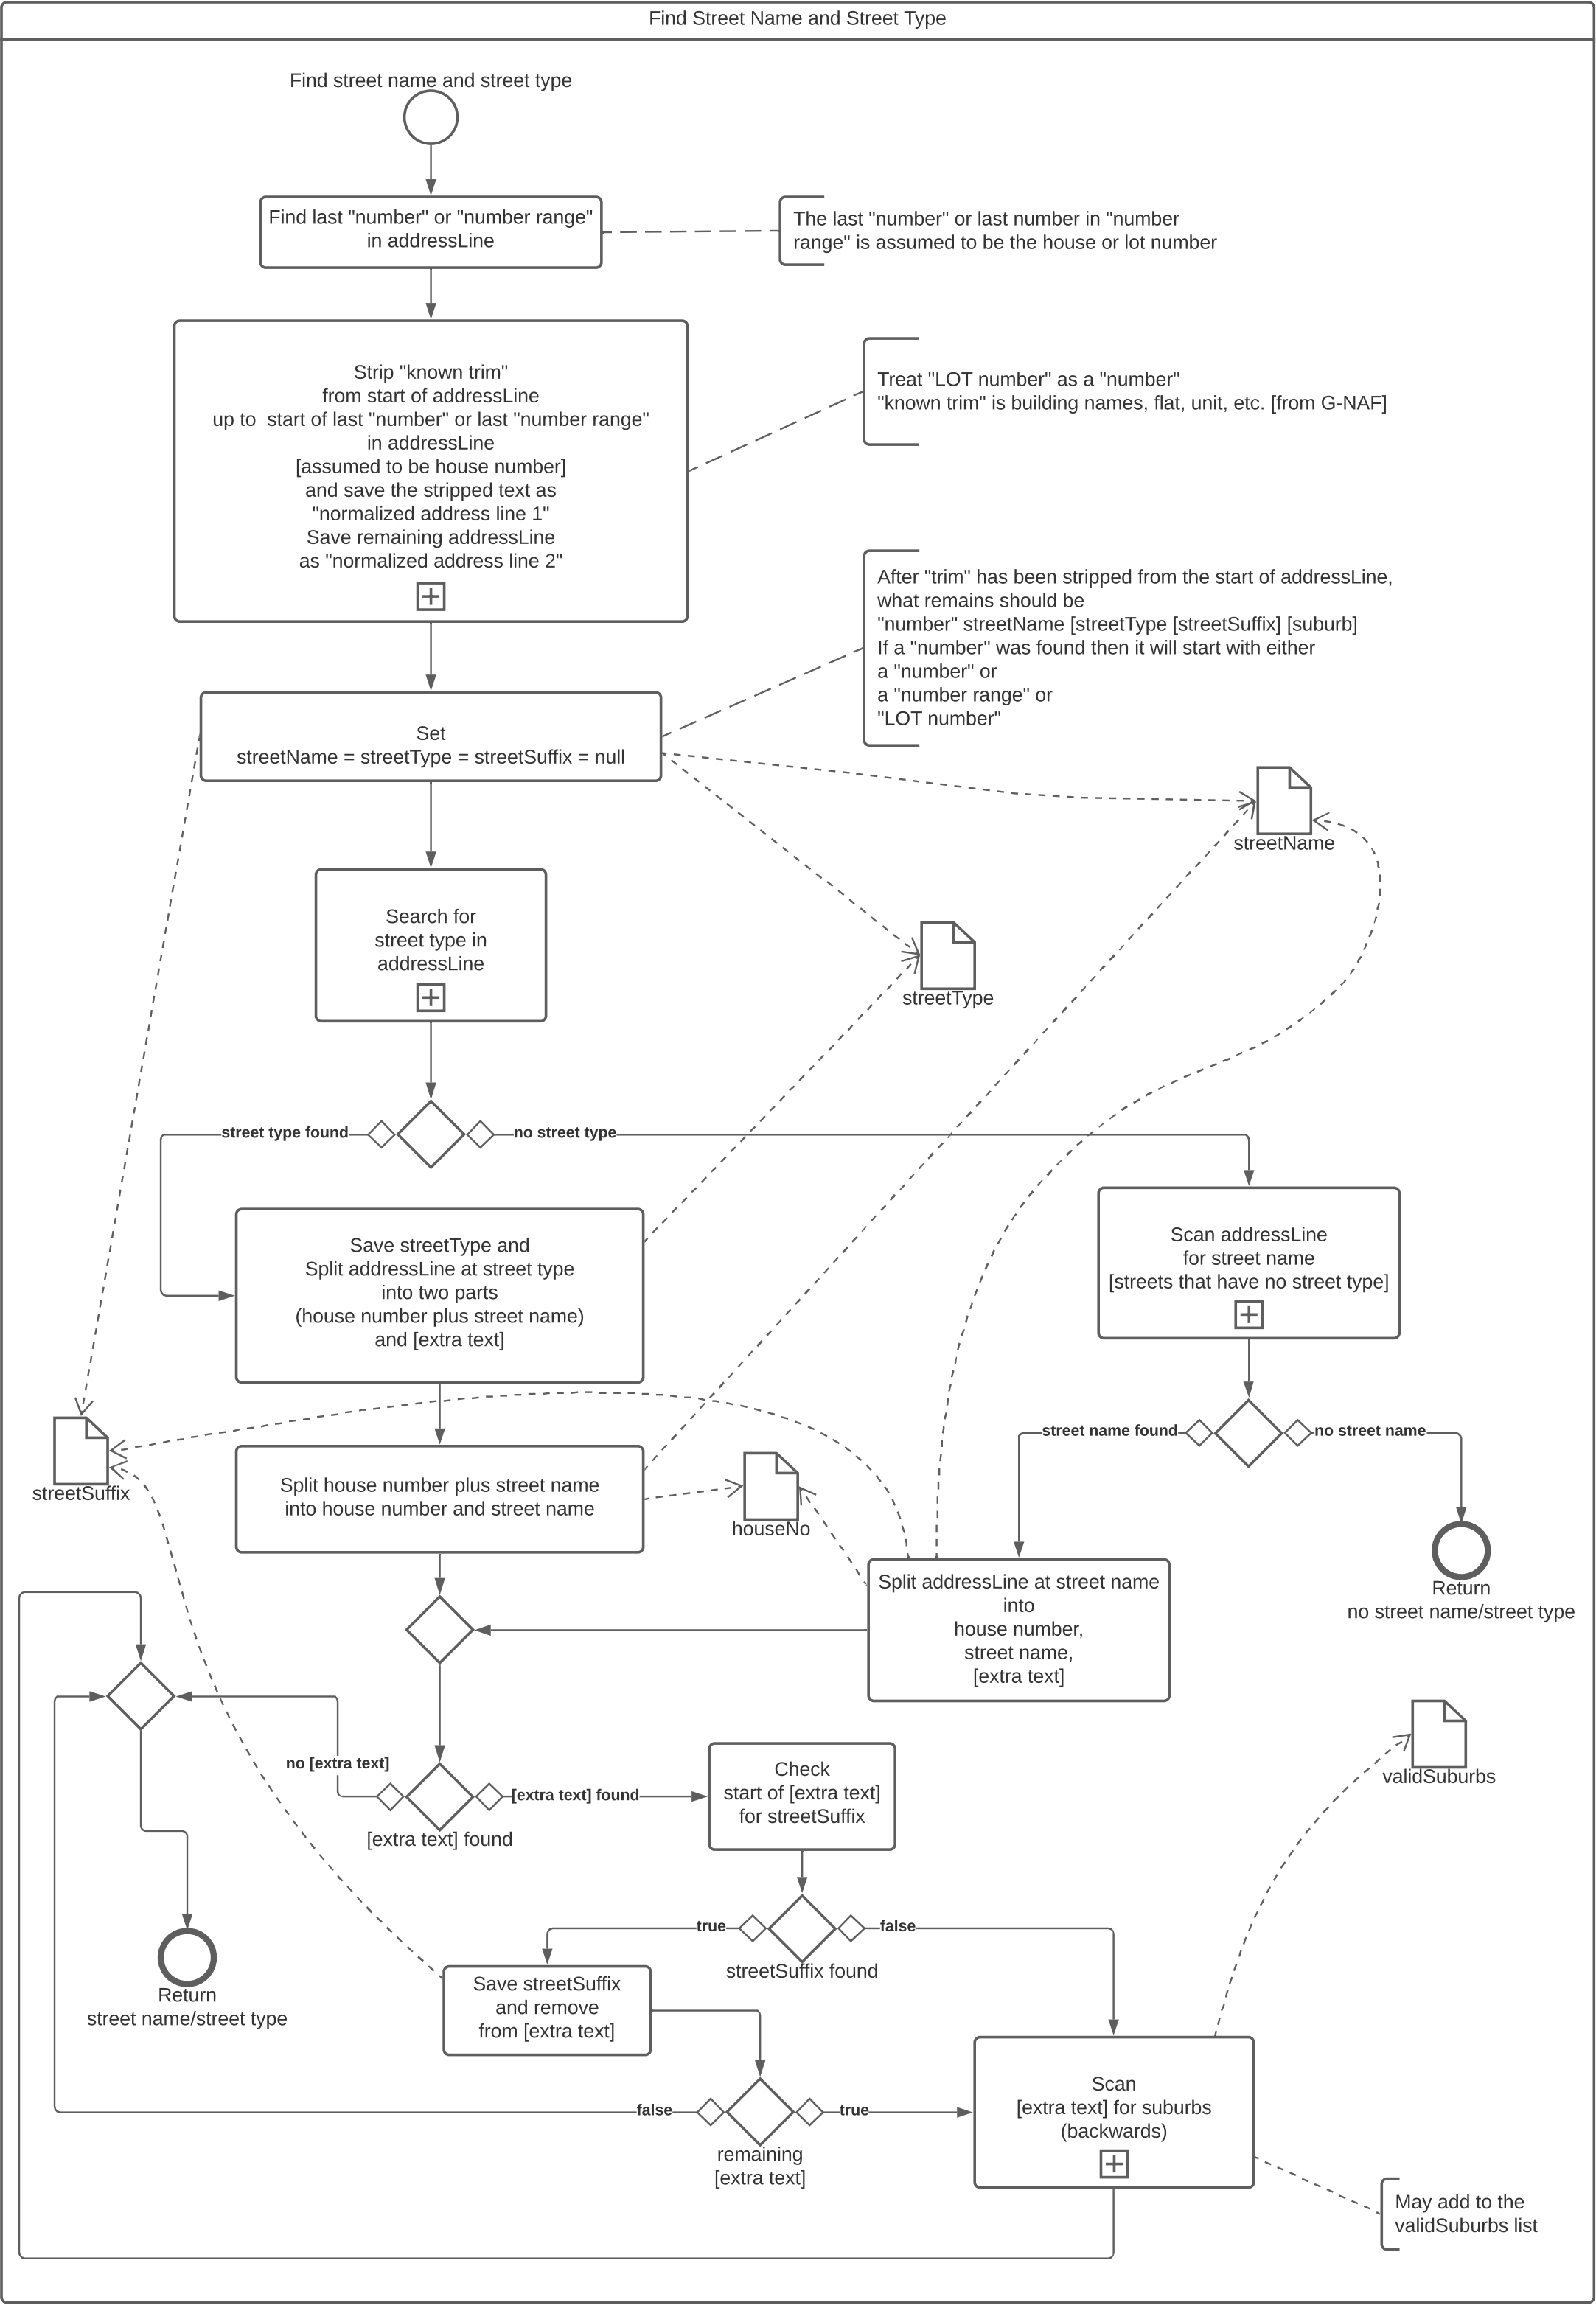 Find Street Name and Street Type
Find street name and street type
Find last "number" or "number range"
in addressLine
The last "number" or last number in "number
range" is assumed to be the house or lot number
Strip "known trim"
from start of addressLine
up to  start of last "number" or last "number range"
in addressLine
[assumed to be house number]
and save the stripped text as
"normalized address line 1"
Save remaining addressLine
as "normalized address line 2"
Treat "LOT number" as a "number"
"known trim" is building names, flat, unit, etc. [from G-NAF]
After "trim" has been stripped from the start of addressLine,
what remains should be
"number" streetName [streetType [streetSuffix] [suburb]
If a "number" was found then it will start with either
a "number" or
a "number range" or
"LOT number"
Set
streetName = streetType = streetSuffix = null
streetName
Search for
street type in
addressLine
streetType
street type found
no street type
Save streetType and
Split addressLine at street type
into two parts
(house number plus street name)
and [extra text]
Scan addressLine
for street name
[streets that have no street type]
street name found
no street name
streetSuffix
Split house number plus street name
into house number and street name
houseNo
Return
no street name/street type
Split addressLine at street name
into
house number,
street name,
[extra text]
no [extra text]
[extra text] found
[extra text] found
Check
start of [extra text]
for streetSuffix
validSuburbs
true
false
streetSuffix found
Return
street name/street type
Save streetSuffix
and remove
from [extra text]
false
true
remaining
[extra text]
Scan
[extra text] for suburbs
(backwards)
May add to the
validSuburbs list